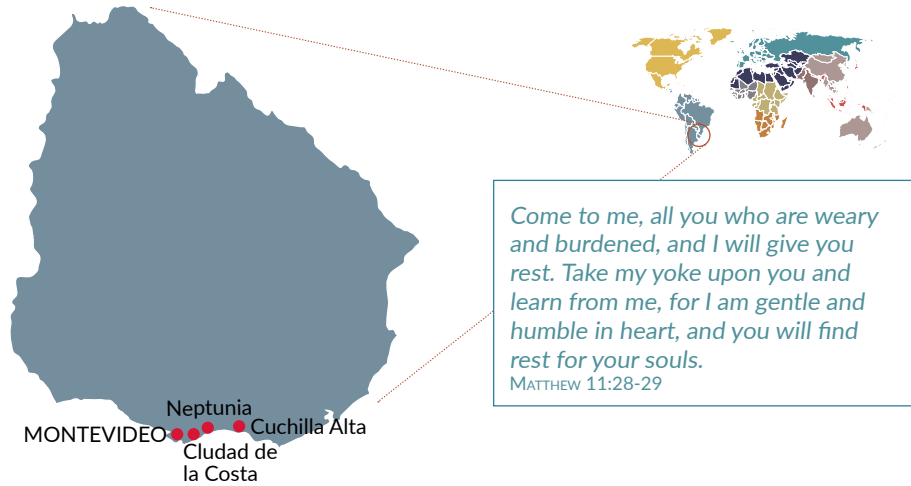 Come to me, all you who are weary
and burdened, and I will give you
rest. Take my yoke upon you and
learn from me, for I am gentle and
humble in heart, and you will find
rest for your souls.
Matthew 11:28-29
Neptunia
MONTEVIDEO
Cuchilla Alta
CIudad de
la Costa